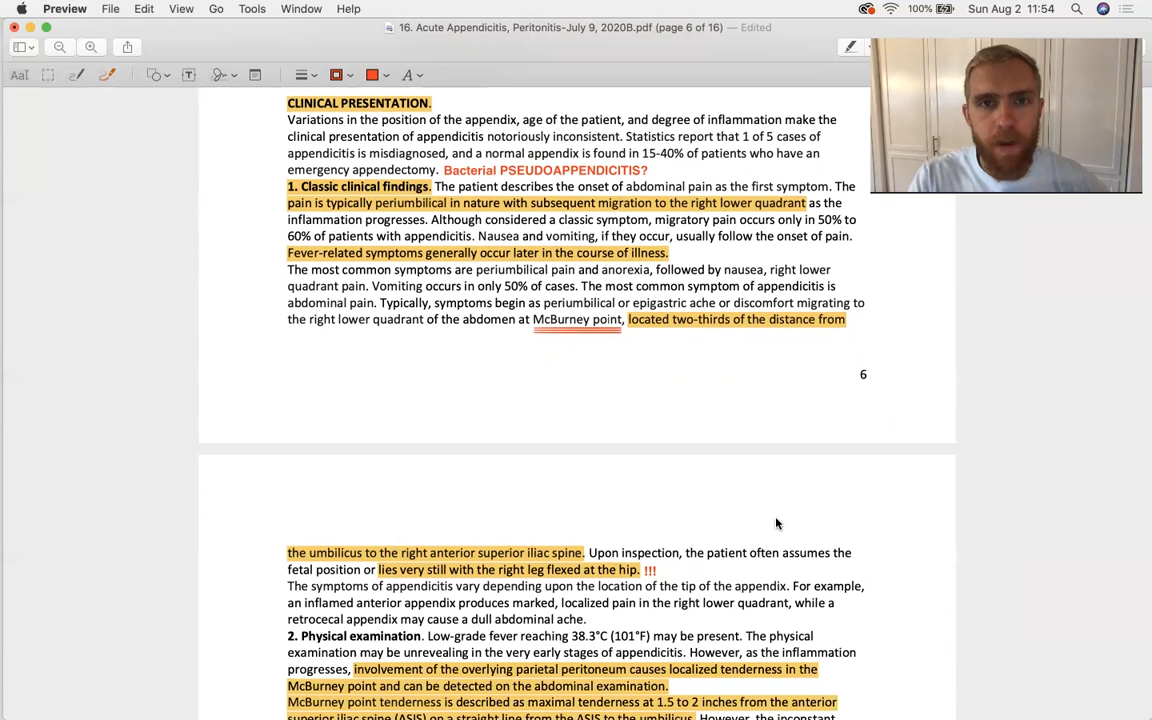 Preview File Edit View Go Tools Window Help 100% Sun Aug 2 11:54
16. Acute Appendicitis, Peritonitis-July 9, 2020B.pdf (page 6 of 16) — Edited
AaI T A
CLINICAL PRESENTATION.
Variations in the position of the appendix, age of the patient, and degree of inflammation make the
clinical presentation of appendicitis notoriously inconsistent. Statistics report that 1 of 5 cases of
appendicitis is misdiagnosed, and a normal appendix is found in 15-40% of patients who have an
emergency appendectomy. Bacterial PSEUDOAPPENDICITIS?
1. Classic clinical findings. The patient describes the onset of abdominal pain as the first symptom. The
pain is typically periumbilical in nature with subsequent migration to the right lower quadrant as the
inflammation progresses. Although considered a classic symptom, migratory pain occurs only in 50% to
60% of patients with appendicitis. Nausea and vomiting, if they occur, usually follow the onset of pain.
Fever-related symptoms generally occur later in the course of illness.
The most common symptoms are periumbilical pain and anorexia, followed by nausea, right lower
quadrant pain. Vomiting occurs in only 50% of cases. The most common symptom of appendicitis is
abdominal pain. Typically, symptoms begin as periumbilical or epigastric ache or discomfort migrating to
the right lower quadrant of the abdomen at McBurney point, located two-thirds of the distance from
6
the umbilicus to the right anterior superior iliac spine. Upon inspection, the patient often assumes the
fetal position or lies very still with the right leg flexed at the hip. !!!
The symptoms of appendicitis vary depending upon the location of the tip of the appendix. For example,
an inflamed anterior appendix produces marked, localized pain in the right lower quadrant, while a
retrocecal appendix may cause a dull abdominal ache.
2. Physical examination. Low-grade fever reaching 38.3°C (101°F) may be present. The physical
examination may be unrevealing in the very early stages of appendicitis. However, as the inflammation
progresses, involvement of the overlying parietal peritoneum causes localized tenderness in the
McBurney point and can be detected on the abdominal examination.
McBurney point tenderness is described as maximal tenderness at 1.5 to 2 inches from the anterior
superior iliac spine (ASIS) on a straight line from the ASIS to the umbilicus. However, the inconstant